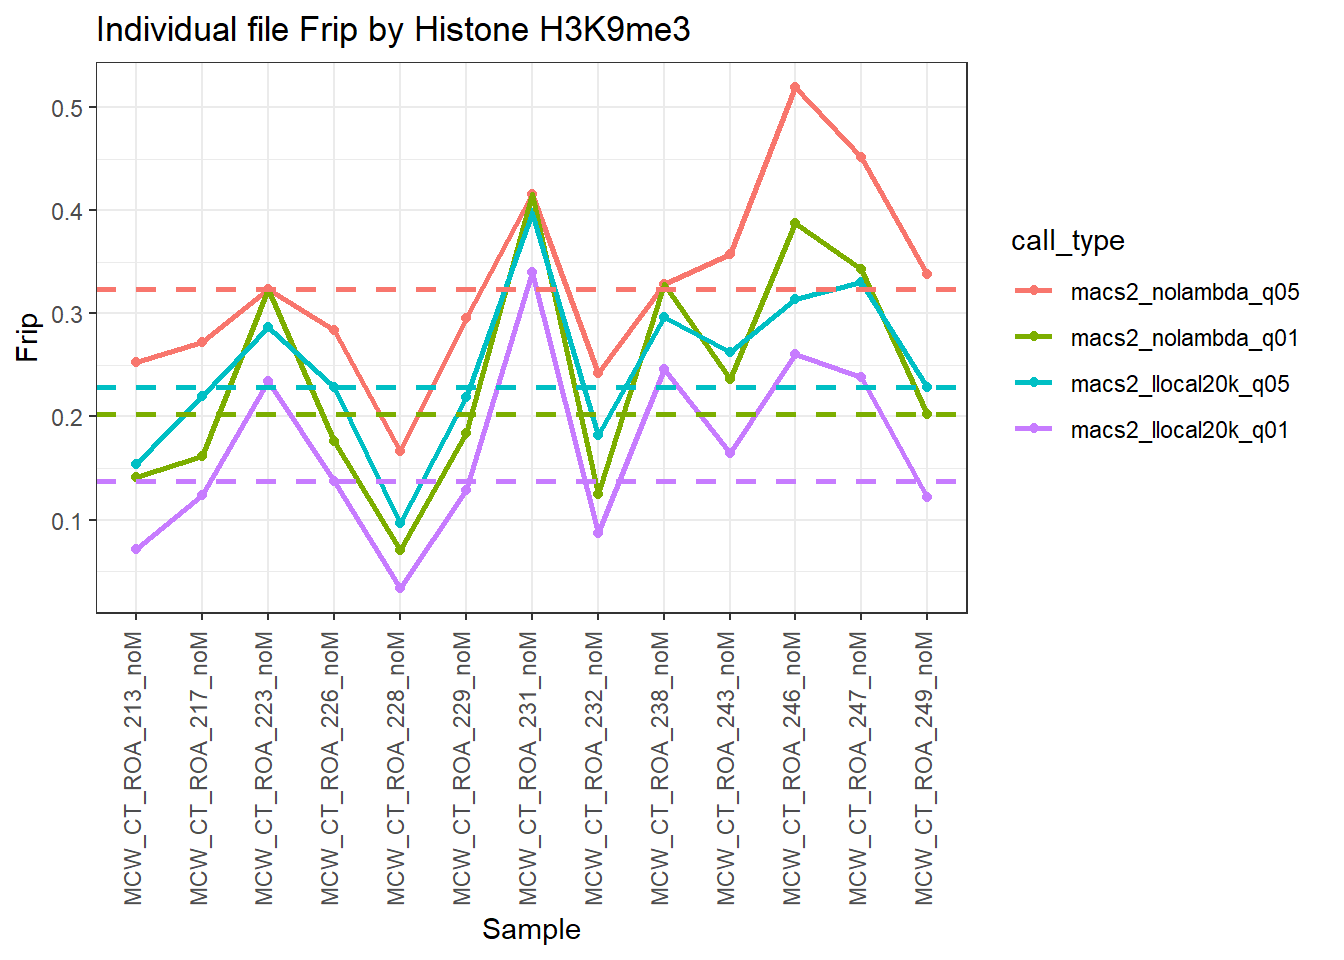 Individual file Frip by Histone H3K9me3
Frip
0.5
0.4
0.3
0.2
0.1
MCW_CT_ROA_213_noM
MCW_CT_ROA_217_noM
MCW_CT_ROA_223_noM
MCW_CT_ROA_226_noM
MCW_CT_ROA_228_noM
MCW_CT_ROA_229_noM
MCW_CT_ROA_231_noM
MCW_CT_ROA_232_noM
MCW_CT_ROA_238_noM
MCW_CT_ROA_243_noM
MCW_CT_ROA_246_noM
MCW_CT_ROA_247_noM
MCW_CT_ROA_249_noM
Sample
call_type
macs2_nolambda_q05
macs2_nolambda_q01
macs2_llocal20k_q05
macs2_llocal20k_q01